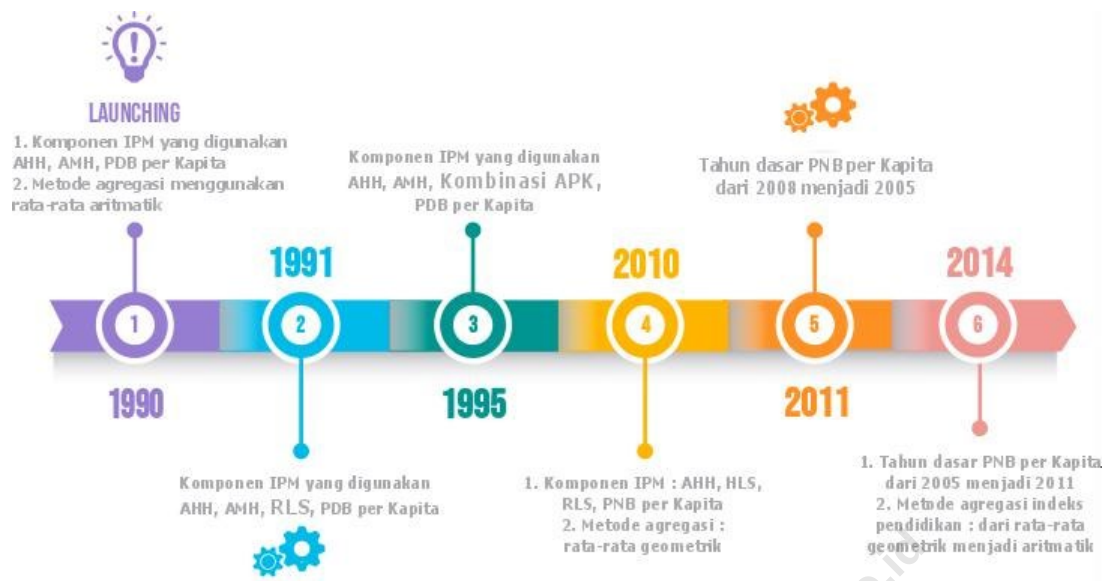 LAUNCHING
1. Komponen IPM yang digunakan
AHH, AMH, PDB per Kapita
2. Metode agregasi menggunakan
rata-rata aritmatik
1
1990
1991
2
Komponen IPM yang digunakan
AHH, AMH, RLS, PDB per Kapita
Komponen IPM yang digunakan
AHH, AMH, Kombinasi APK,
PDB per Kapita
3
1995
2010
4
1. Komponen IPM : AHH, HLS,
RLS, PNB per Kapita
2. Metode agregasi :
rata-rata geometrik
Tahun dasar PNB per Kapita
dari 2008 menjadi 2005
5
2011
2014
6
1. Tahun dasar PNB per Kapita
dari 2005 menjadi 2011
2. Metode agregasi indeks
pendidikan : dari rata-rata
geometrik menjadi aritmatik